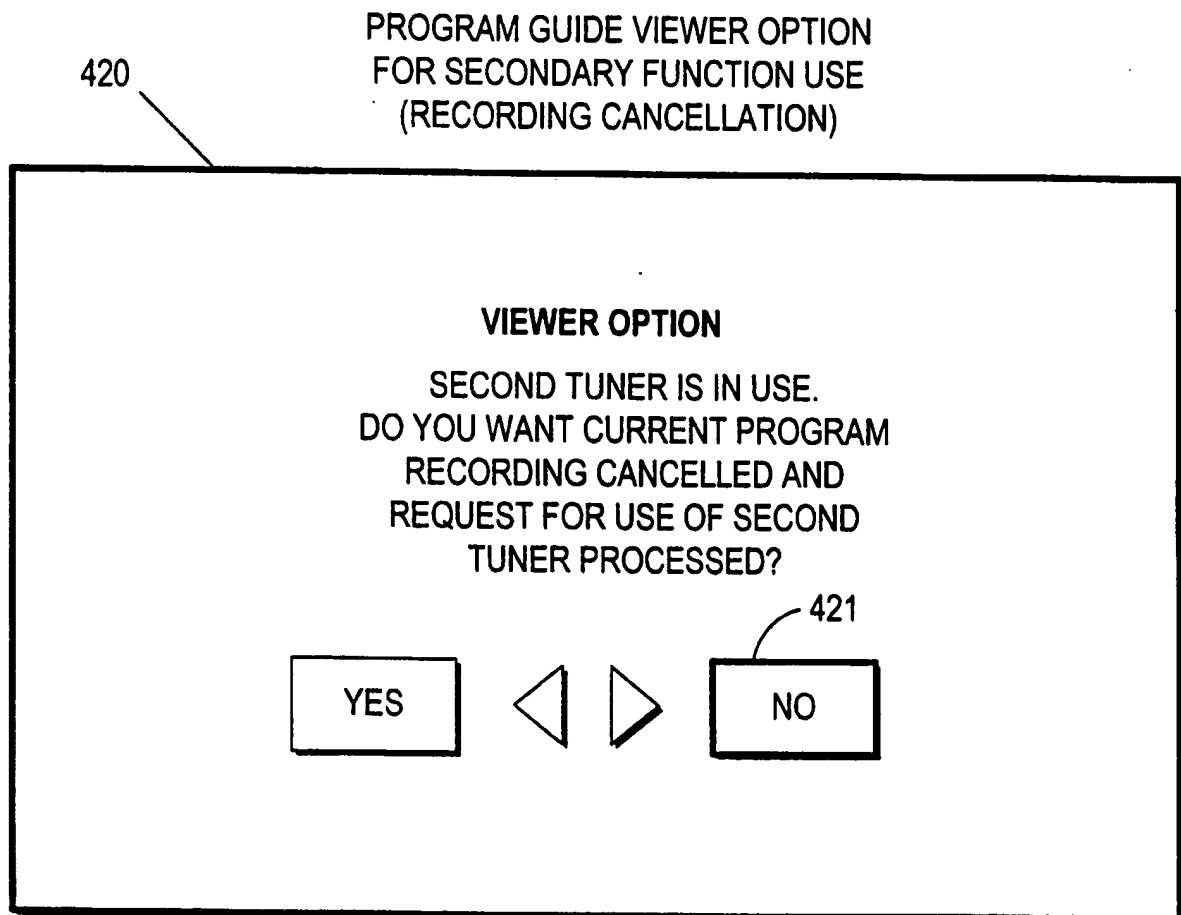 PROGRAM GUIDE VIEWER OPTION
FOR SECONDARY FUNCTION USE
(RECORDING CANCELLATION)
420
VIEWER OPTION
SECOND TUNER IS IN USE.
DO YOU WANT CURRENT PROGRAM
RECORDING CANCELLED AND
REQUEST FOR USE OF SECOND
TUNER PROCESSED?
421
YES
NO